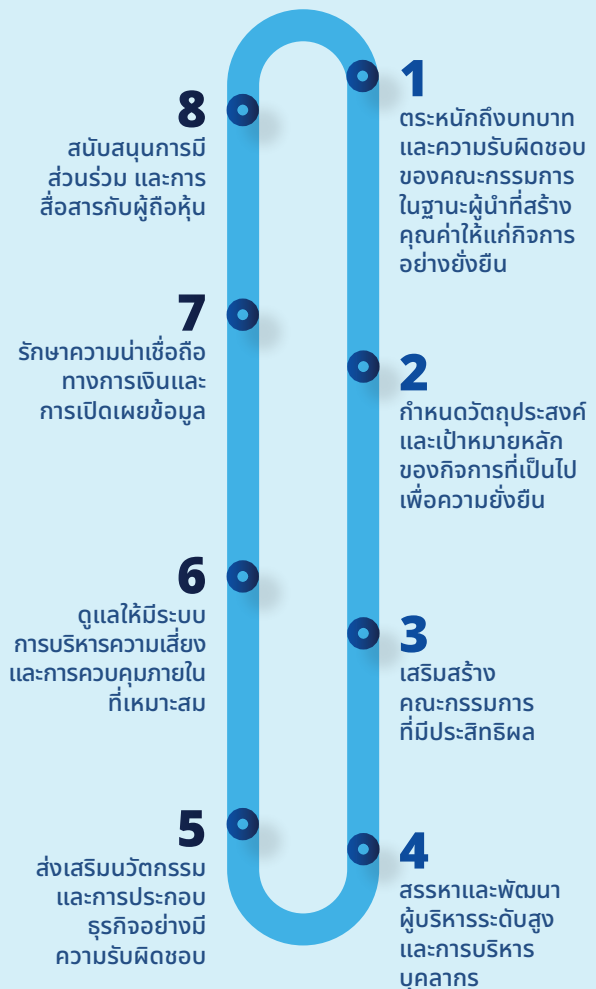 1
ตระหนักถึงบทบาท
และความรับผิดชอบ
ของคณะกรรมการ
ในฐานะผู้นำที่สร้าง
คุณค่าให้แก่กิจการ
อย่างยั่งยืน
2
กำหนดวัตถุประสงค์
และเป้าหมายหลัก
ของกิจการที่เป็นไป
เพื่อความยั่งยืน
3
เสริมสร้าง
คณะกรรมการ
ที่มีประสิทธิผล
4
สรรหาและพัฒนา
ผู้บริหารระดับสูง
และการบริหาร
บุคลากร
5
ส่งเสริมนวัตกรรม
และการประกอบ
ธุรกิจอย่างมี
ความรับผิดชอบ
6
ดูแลให้มีระบบ
การบริหารความเสี่ยง
และการควบคุมภายใน
ที่เหมาะสม
7
รักษาความน่าเชื่อถือ
ทางการเงินและ
การเปิดเผยข้อมูล
8
สนับสนุนการมี
ส่วนร่วม และการ
สื่อสารกับผู้ถือหุ้น